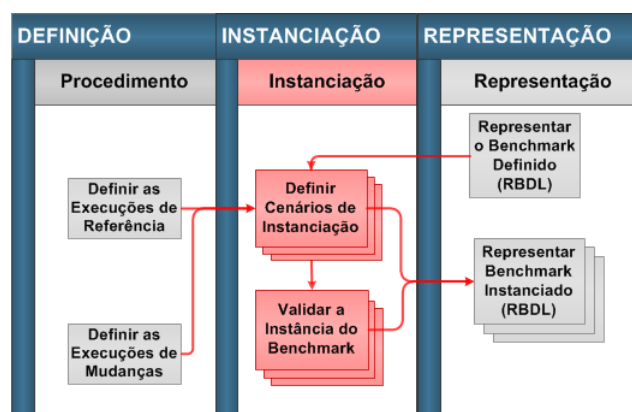 DEFINIÇÃO
INSTANCIAÇÃO
REPRESENTAÇÃO
Procedimento
Instanciação
Representação
Representar
o Benchmark
Definido
(RBDL)
Definir as
Execuções de
Referência
Definir
Cenários de
Instanciação
Representar
Benchmark
Instanciado
(RBDL)
Definir as
Execuções de
Mudanças
Validar a
Instância do
Benchmark